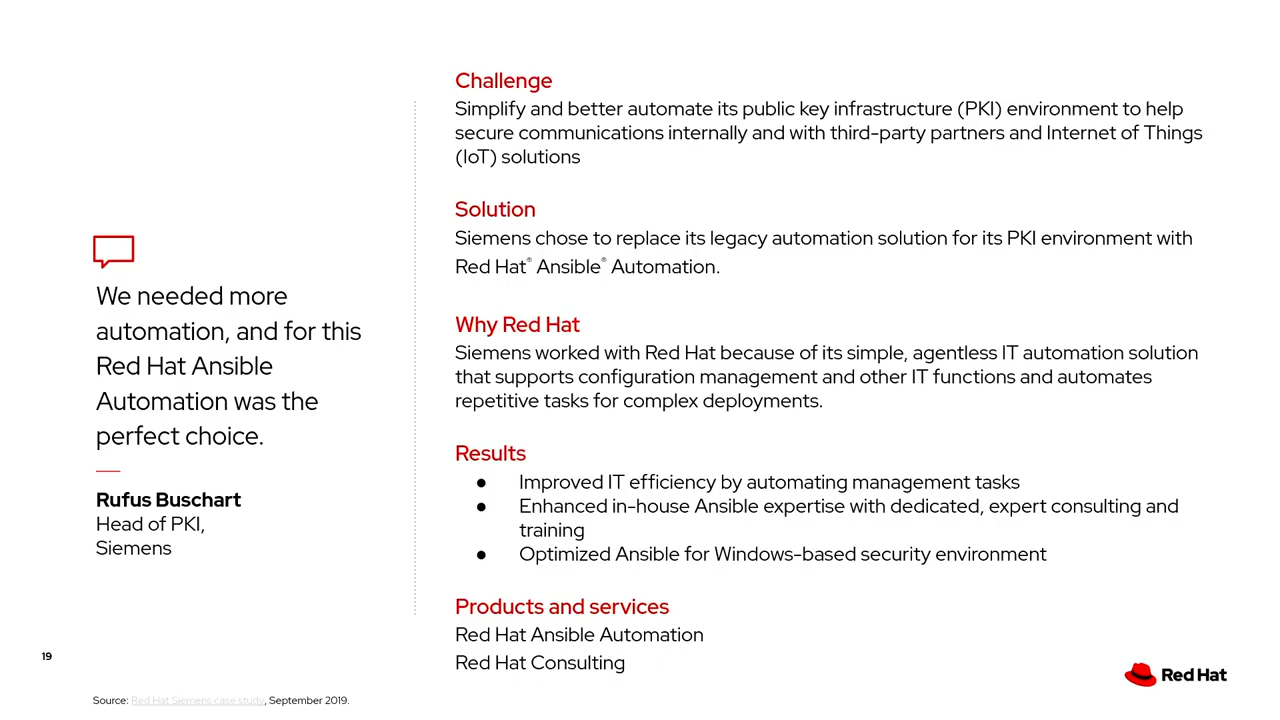 We needed more
automation, and for this
Red Hat Ansible
Automation was the
perfect choice.
Rufus Buschart
Head of PKI,
Siemens
Challenge
Simplify and better automate its public key infrastructure (PKI) environment to help
secure communications internally and with third-party partners and Internet of Things
(IoT) solutions
Solution
Siemens chose to replace its legacy automation solution for its PKI environment with
Red Hat® Ansible® Automation.
Why Red Hat
Siemens worked with Red Hat because of its simple, agentless IT automation solution
that supports configuration management and other IT functions and automates
repetitive tasks for complex deployments.
Results
● Improved IT efficiency by automating management tasks
● Enhanced in-house Ansible expertise with dedicated, expert consulting and
training
● Optimized Ansible for Windows-based security environment
Products and services
Red Hat Ansible Automation
Red Hat Consulting
19
Source: Red Hat Siemens case study, September 2019.
Red Hat